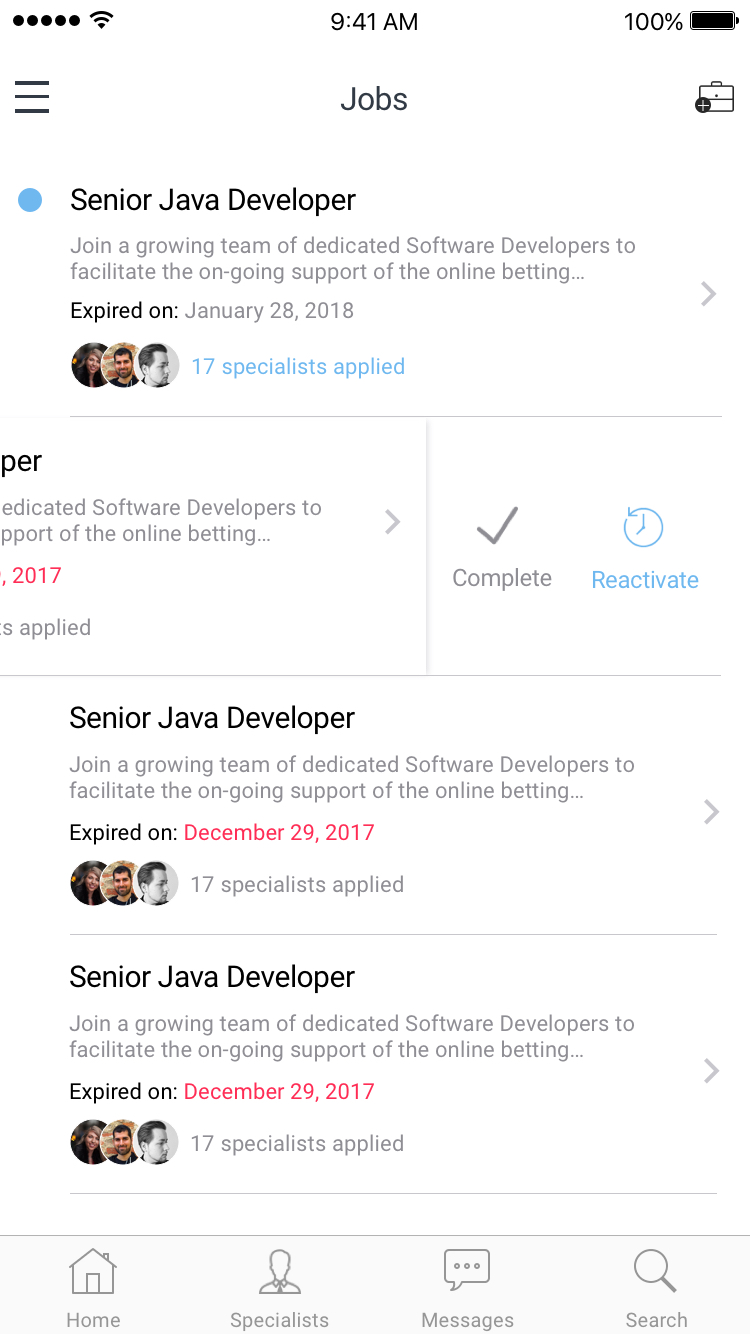 9:41 AM
100%
Jobs
Senior Java Developer
Join a growing team of dedicated Software Developers to
facilitate the on-going support of the online betting...
Expired on: January 28, 2018
17 specialists applied
per
edicated Software Developers to
pport of the online betting...
, 2017
ts applied
Complete
Reactivate
Senior Java Developer
Join a growing team of dedicated Software Developers to
facilitate the on-going support of the online betting...
Expired on: December 29, 2017
17 specialists applied
Senior Java Developer
Join a growing team of dedicated Software Developers to
facilitate the on-going support of the online betting...
Expired on: December 29, 2017
17 specialists applied
Home
Specialists
Messages
Search